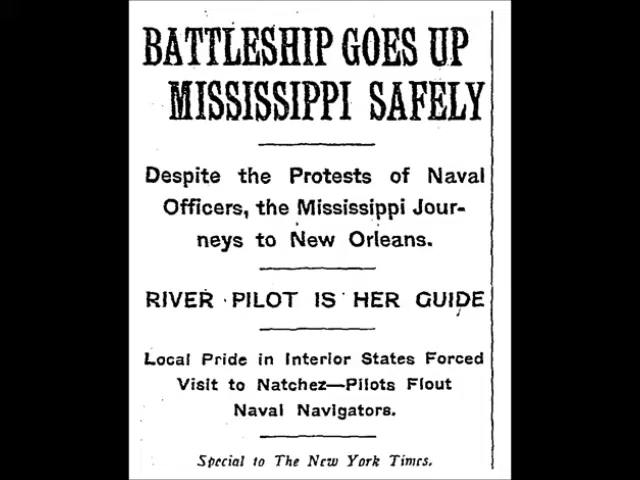 BATTLESHIP GOES UP
MISSISSIPPI SAFELY
Despite the Protests of Naval
Officers, the Mississippi Jour-
neys to New Orleans.
RIVER PILOT IS HER GUIDE
Local Pride in Interior States Forced
Visit to Natchez—Pilots Flout
Naval Navigators.
Special to The New York Times.